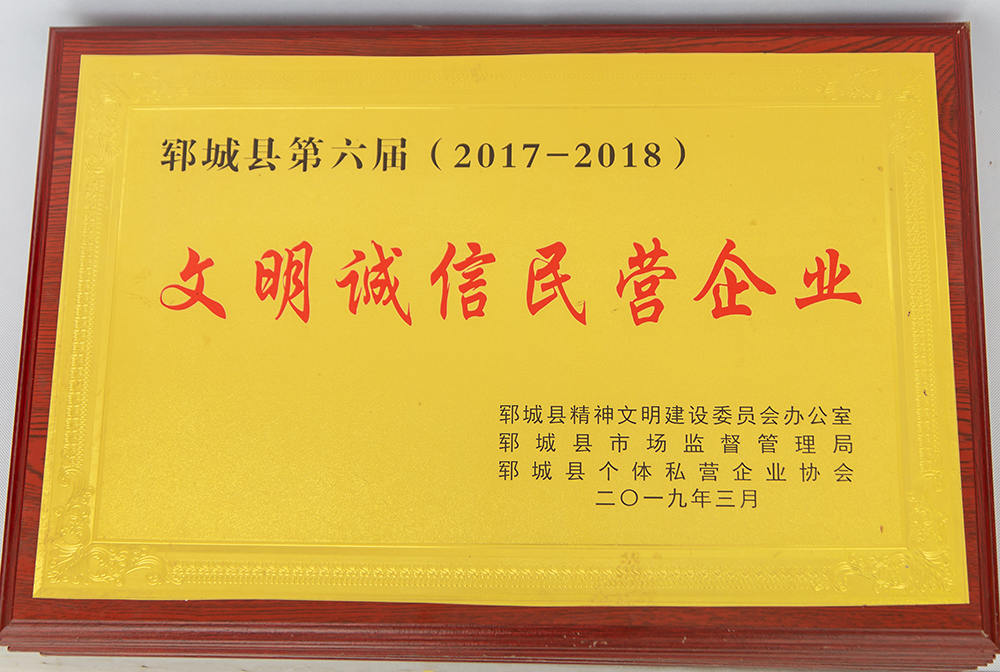 郓城县第六届（2017-2018）
文明诚信民营企业
郓城县精神文明建设委员会办公室
郓城县市场监督管理局
郓城县个体私营企业协会
二〇一九年三月